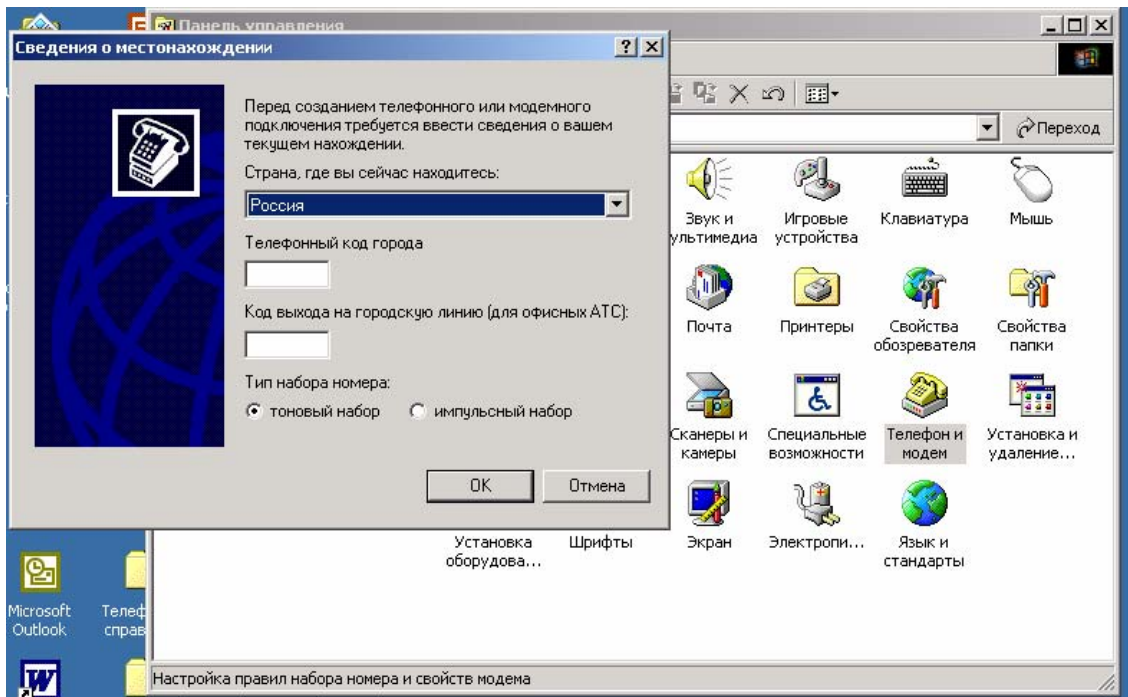 Панель управления
Сведения о местонахождении
Перед созданием телефонного или модемного
подключения требуется ввести сведения о вашем
текущем нахождении.
Страна, где вы сейчас находитесь:
Россия
Телефонный код города
Код выхода на городскую линию (для офисных АТС):
Тип набора номера:
тоновый набор
импульсный набор
ОК
Отмена
Переход
Звук и
ультимедиа
Игровые
устройства
Клавиатура
Мышь
Почта
Принтеры
Свойства
обозревателя
Свойства
папки
Сканеры и
камеры
Специальные
возможности
Телефон и
модем
Установка и
удаление...
Установка
оборудова...
Шрифты
Экран
Электропи...
Язык и
стандарты
Microsoft
Outlook
Телеф
справ
Настройка правил набора номера и свойств модема